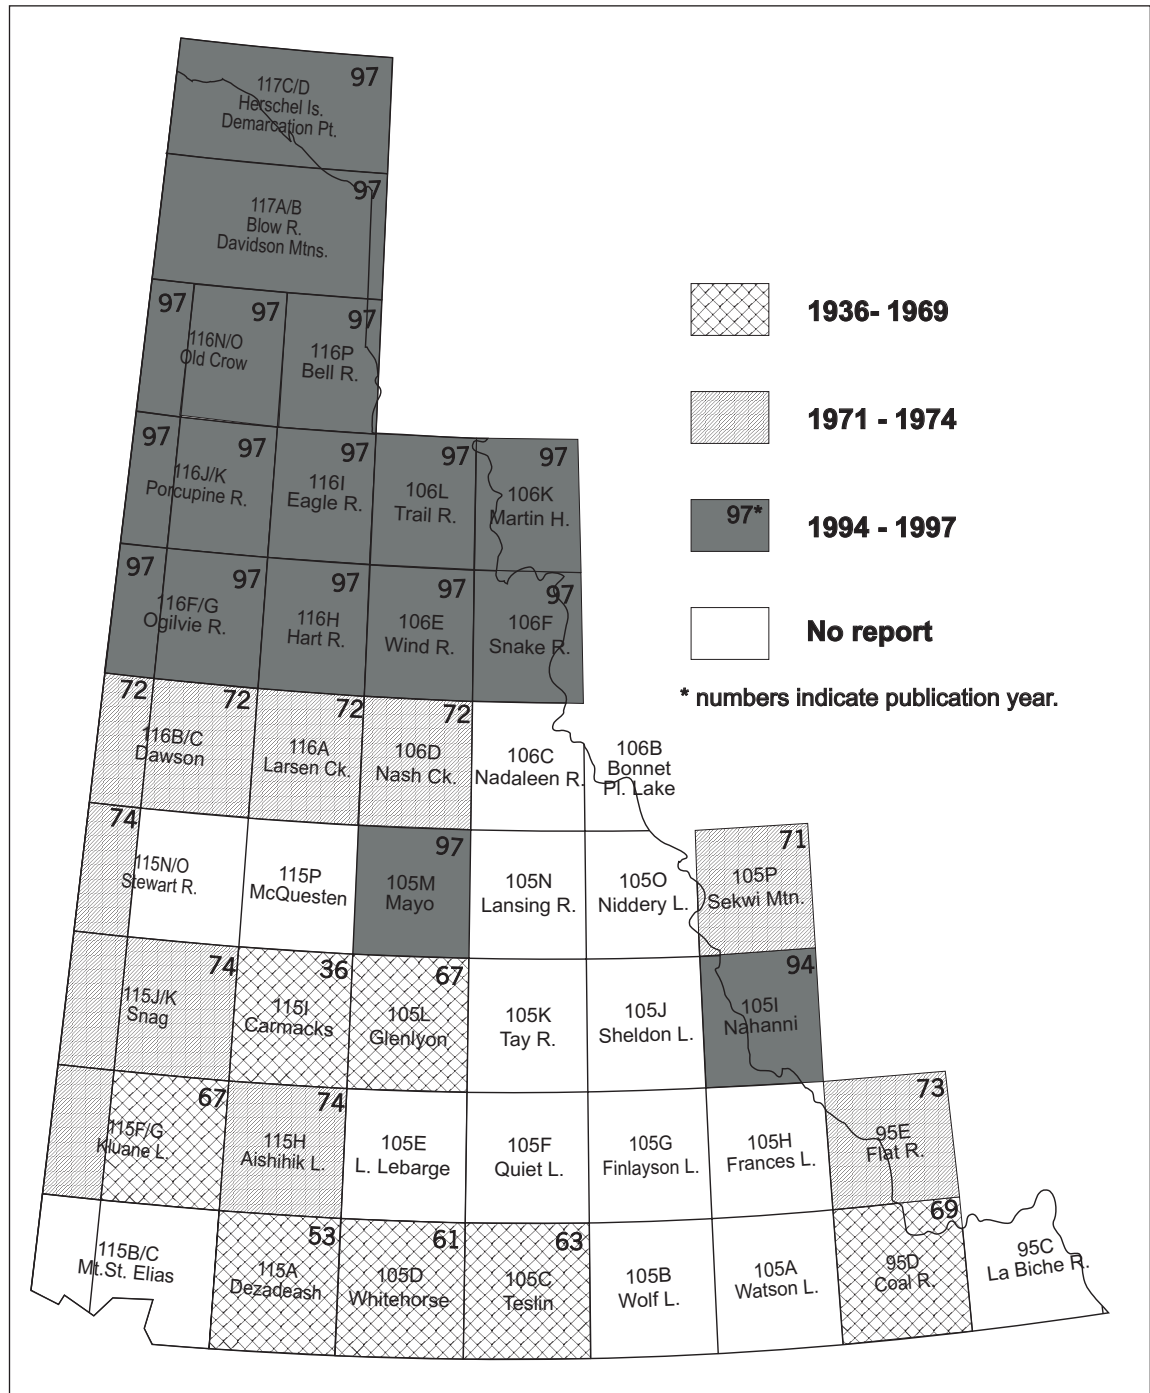 97
117C/D
Herschel Is.
Demarcation Pt.
97
117A/B
Blow R.
Davidson Mtns.
97
97
116N/O
Old Crow
97
116P
Bell R.
1936- 1969
1971 - 1974
97*
1994 - 1997
No report
* numbers indicate publication year.
97
97
116J/K
Porcupine R.
97
116I
Eagle R.
97
106L
Trail R.
97
106K
Martin H.
97
97
116F/G
Ogilvie R.
97
116H
Hart R.
97
106E
Wind R.
97
106F
Snake R.
72
72
116B/C
Dawson
72
116A
Larsen Ck.
72
106D
Nash Ck.
106C
Nadaleen R.
106B
Bonnet
Pl. Lake
74
115N/O
Stewart R.
115P
McQuesten
97
105M
Mayo
105N
Lansing R.
105O
Niddery L.
71
105P
Sekwi Mtn.
74
115J/K
Snag
36
115I
Carmacks
67
105L
Glenlyon
105K
Tay R.
105J
Sheldon L.
94
105I
Nahanni
67
115F/G
Kluane L.
74
115H
Aishihik L.
105E
L. Lebarge
105F
Quiet L.
105G
Finlayson L.
105H
Frances L.
73
95E
Flat R.
115B/C
Mt.St. Elias
53
115A
Dezadeash
61
105D
Whitehorse
63
105C
Teslin
105B
Wolf L.
105A
Watson L.
69
95D
Coal R.
95C
La Biche R.